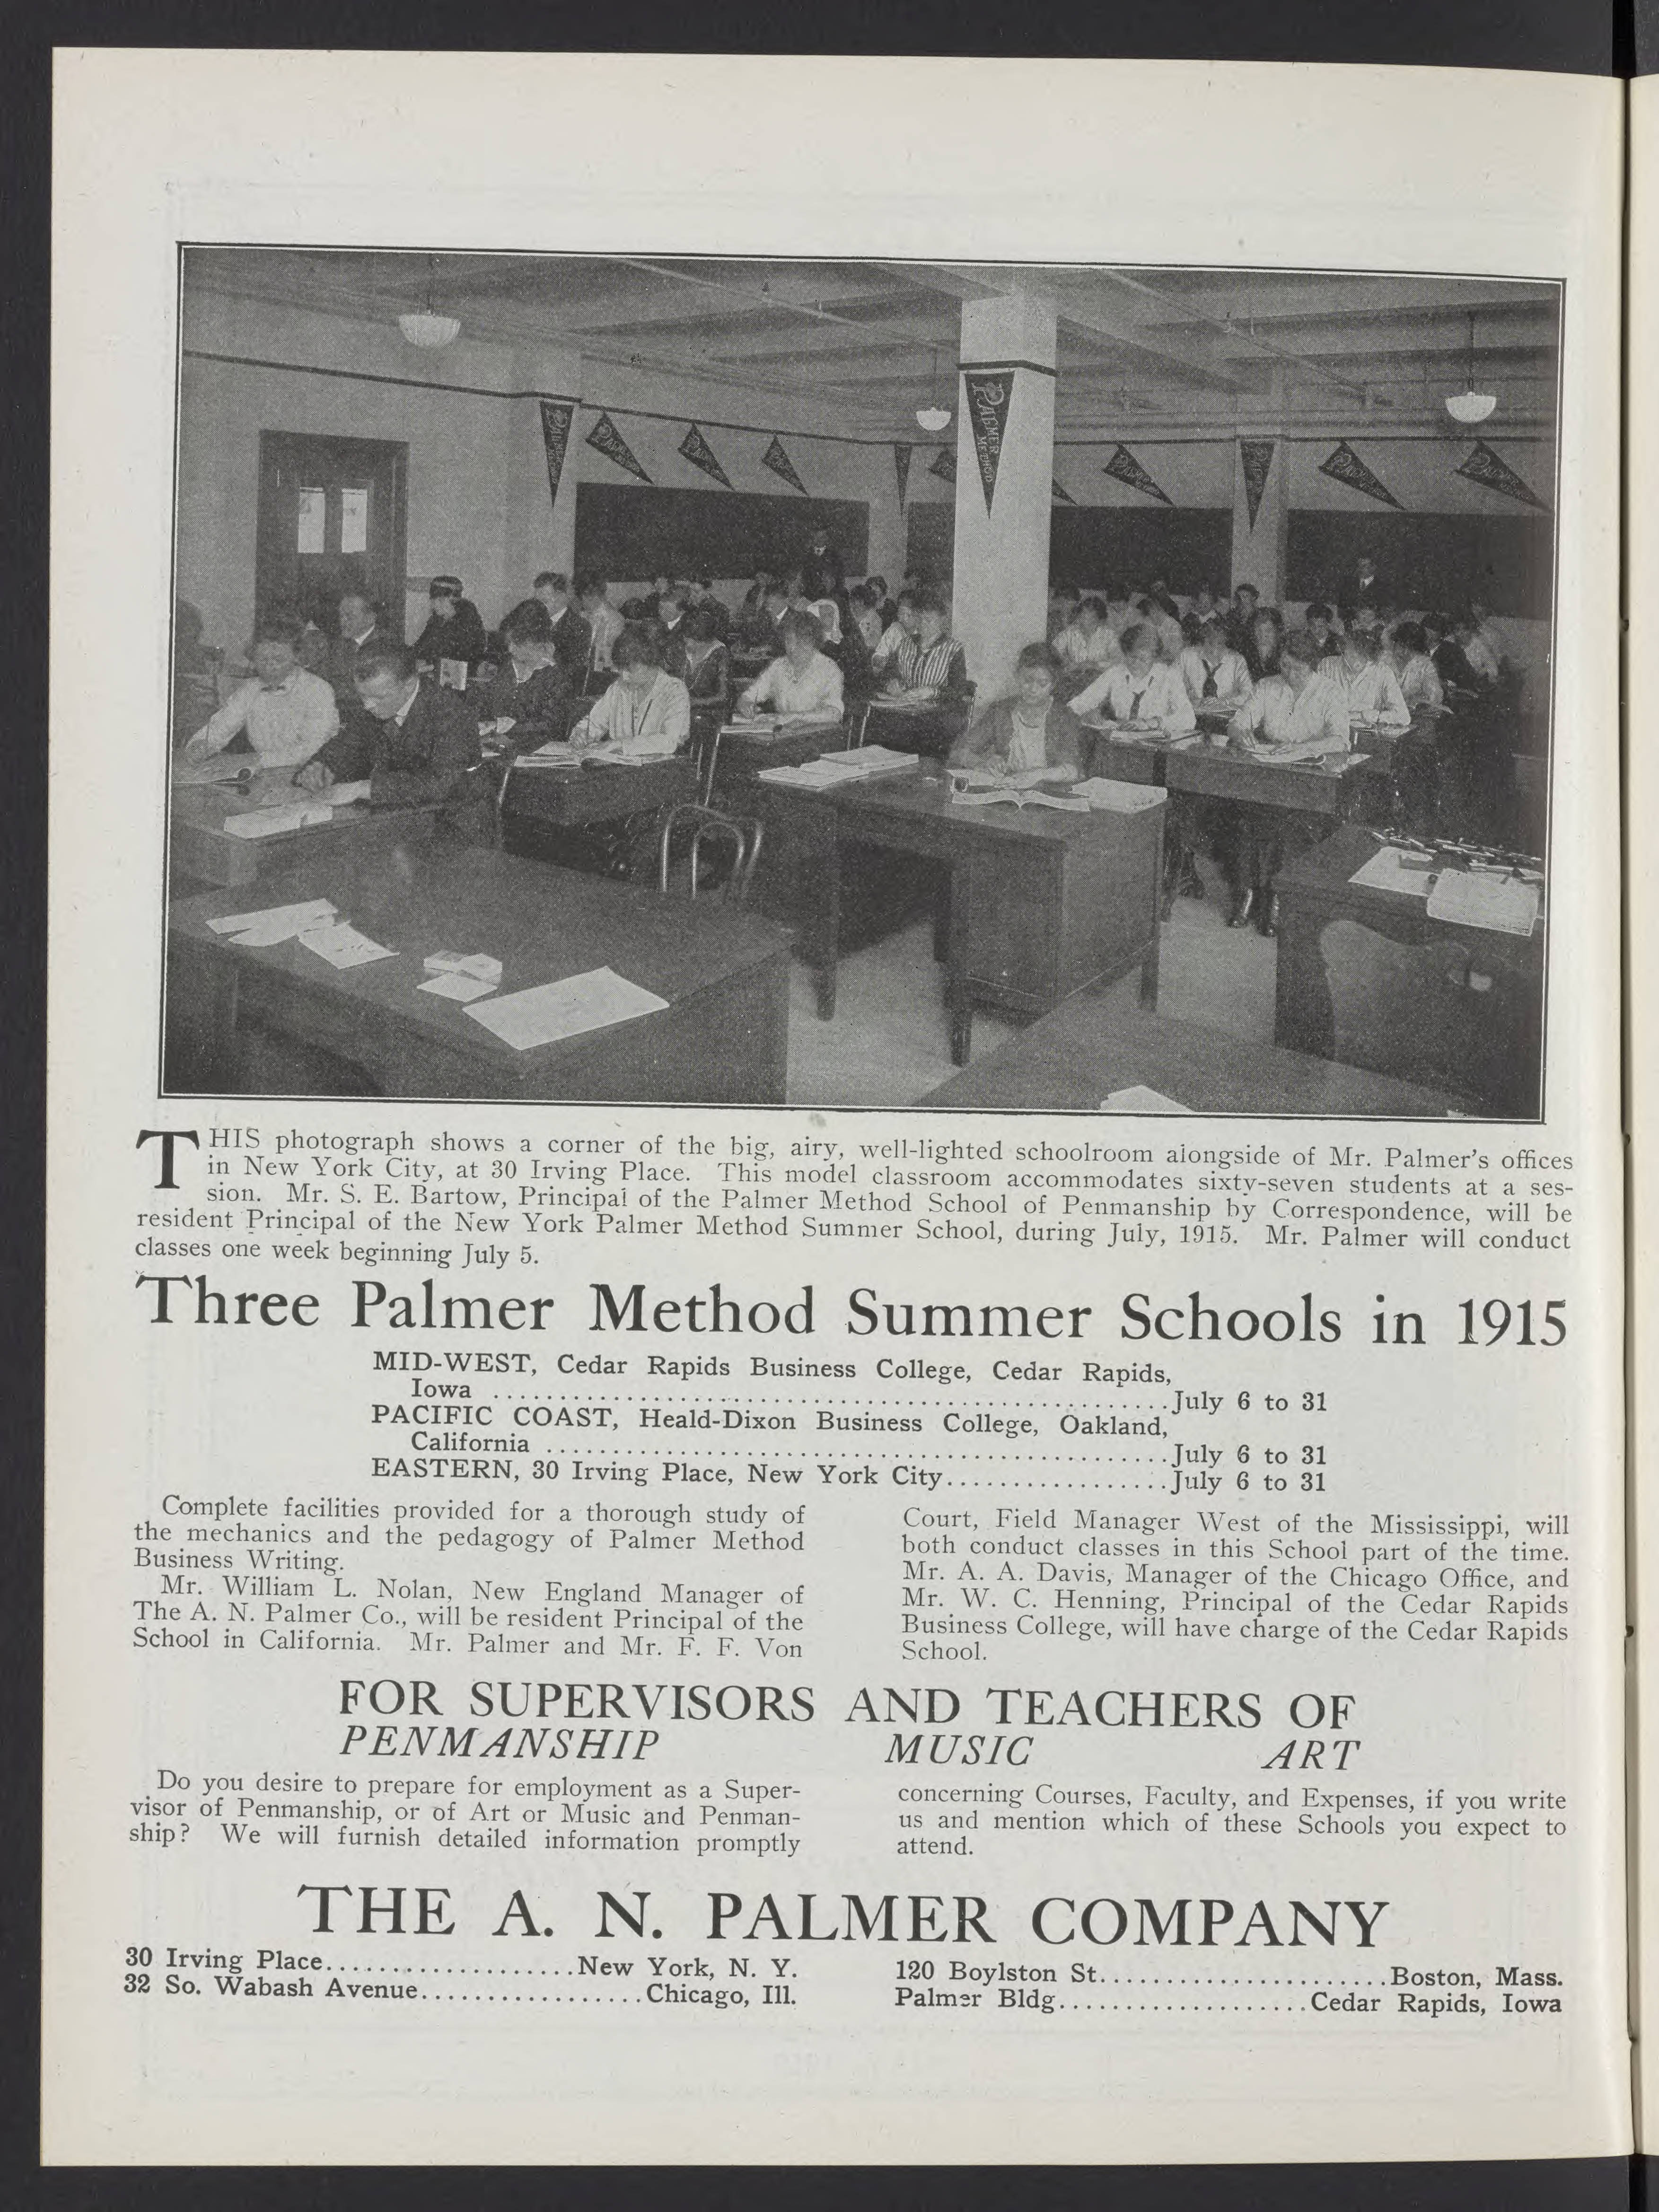 PALMER METHOD
THIS photograph shows a corner of the big, airy, well-lighted schoolroom alongside of Mr. Palmer's offices
in New York City, at 30 Irving Place. This model classroom accommodates sixty-seven students at a ses-
sion. Mr. S. E. Bartow, Principal of the Palmer Method School of Penmanship by Correspondence, will be
resident Principal of the New York Palmer Method Summer School, during July, 1915. Mr. Palmer will conduct
classes one week beginning July 5.
Three Palmer Method Summer Schools in 1915
MID-WEST, Cedar Rapids Business College, Cedar Rapids,
Iowa ................................................July 6 to 31
PACIFIC COAST, Heald-Dixon Business College, Oakland,
California ............................................July 6 to 31
EASTERN, 30 Irving Place, New York City.................July 6 to 31
Complete facilities provided for a thorough study of
the mechanics and the pedagogy of Palmer Method
Business Writing.
Mr. William L. Nolan, New England Manager of
The A. N. Palmer Co., will be resident Principal of the
School in California. Mr. Palmer and Mr. F. F. Von
Court, Field Manager West of the Mississippi, will
both conduct classes in this School part of the time.
Mr. A. A. Davis, Manager of the Chicago Office, and
Mr. W. C. Henning, Principal of the Cedar Rapids
Business College, will have charge of the Cedar Rapids
School.
FOR SUPERVISORS AND TEACHERS OF
PENMANSHIP MUSIC ART
Do you desire to prepare for employment as a Super-
visor of Penmanship, or of Art or Music and Penman-
ship? We will furnish detailed information promptly
concerning Courses, Faculty, and Expenses, if you write
us and mention which of these Schools you expect to
attend.
THE A. N. PALMER COMPANY
30 Irving Place...................New York, N. Y.
32 So. Wabash Avenue.................Chicago, Ill.
120 Boylston St......................Boston, Mass.
Palmer Bldg...................Cedar Rapids, Iowa